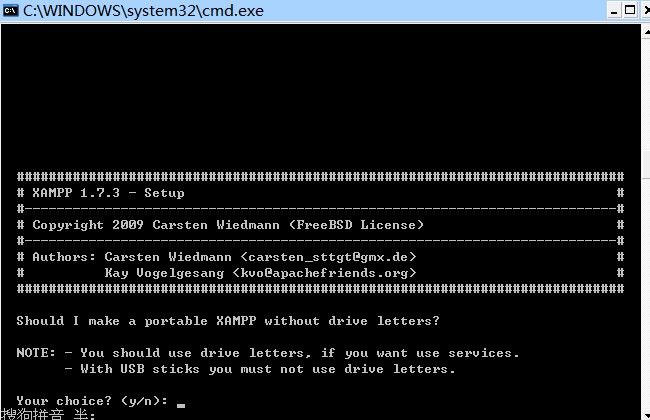 C:\WINDOWS\system32\cmd.exe
###########################################################################
# XAMPP 1.7.3 - Setup #
#-------------------------------------------------------------------------#
# Copyright 2009 Carsten Wiedmann (FreeBSD License) #
#-------------------------------------------------------------------------#
# Authors: Carsten Wiedmann <carsten_sttgt@gmx.de> #
# Kay Vogelgesang <kvo@apachefriends.org> #
###########################################################################
Should I make a portable XAMPP without drive letters?
NOTE: - You should use drive letters, if you want use services.
- With USB sticks you must not use drive letters.
Your choice? (y/n): _
搜狗拼音 半: